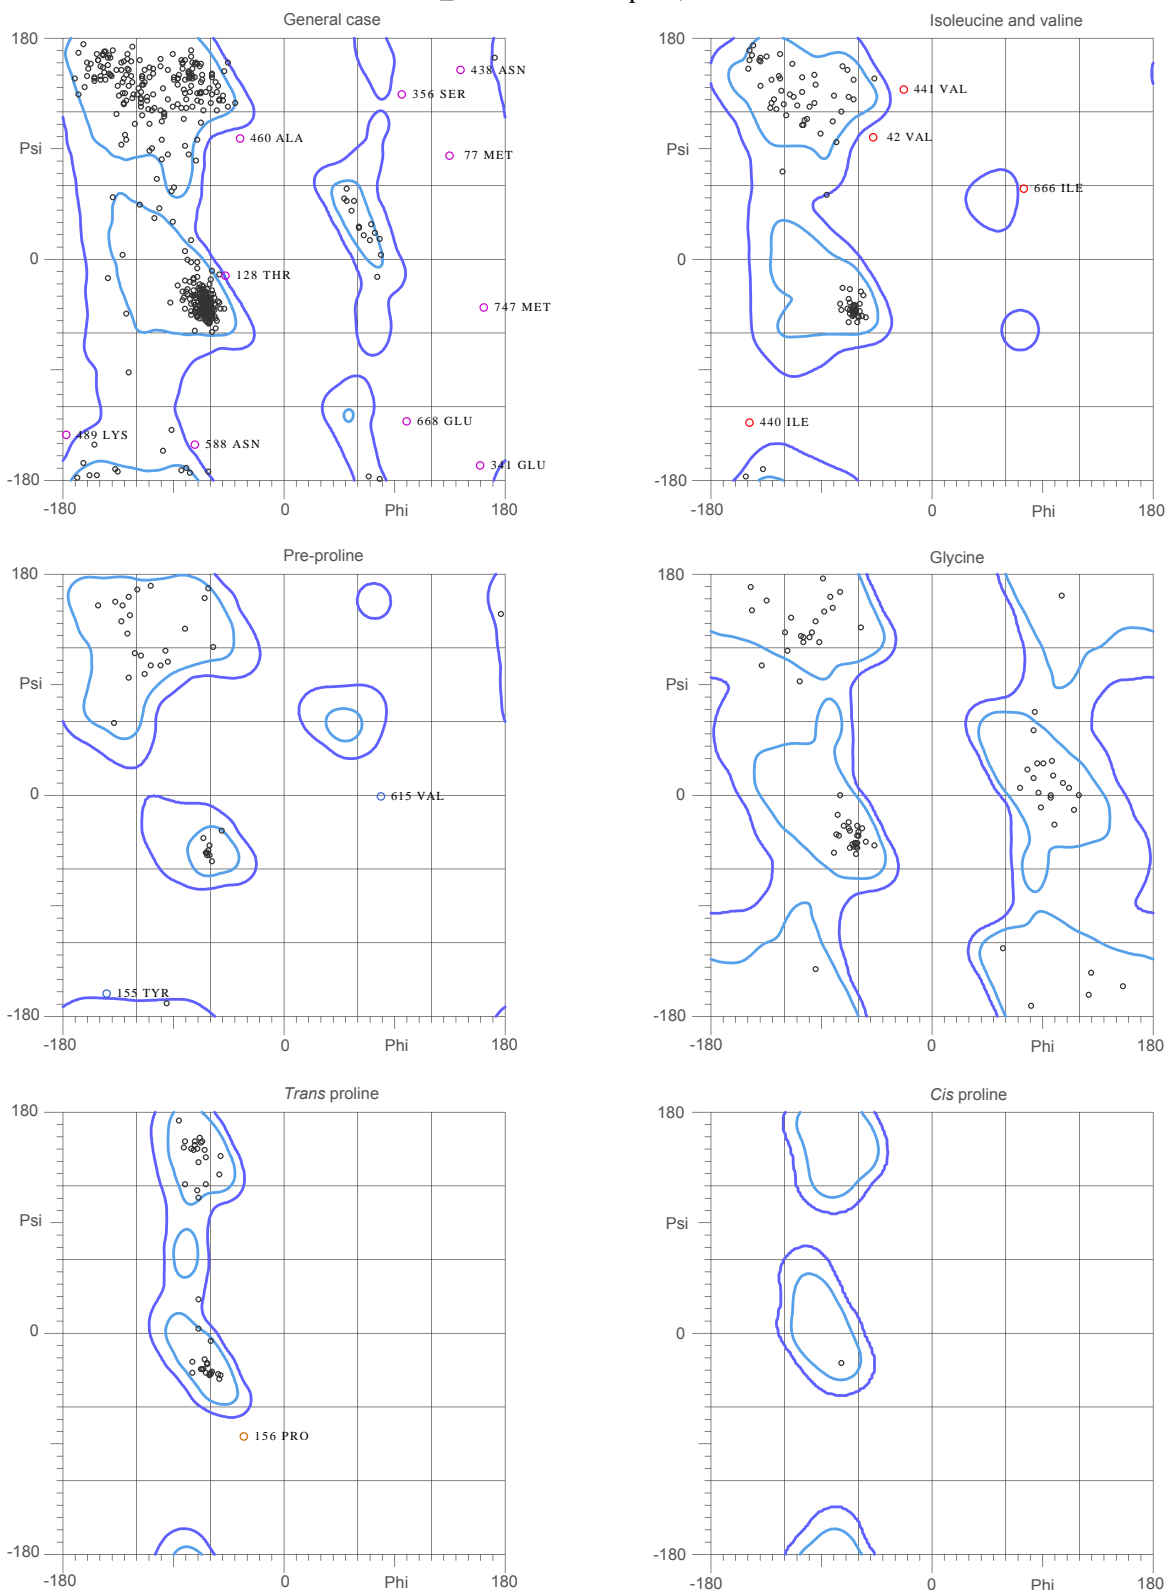 General case
Isoleucine and valine
180
438 ASN
356 SER
460 ALA
77 MET
Psi
0
128 THR
747 MET
668 GLU
489 LYS
588 ASN
341 GLU
-180
-180
0
Phi
180
180
441 VAL
42 VAL
Psi
666 ILE
0
440 ILE
-180
-180
0
Phi
180
Pre-proline
Glycine
180
Psi
0
615 VAL
155 TYR
-180
-180
0
Phi
180
180
Psi
0
-180
-180
0
Phi
180
Trans proline
Cis proline
180
Psi
0
156 PRO
-180
-180
0
Phi
180
180
Psi
0
-180
-180
0
Phi
180